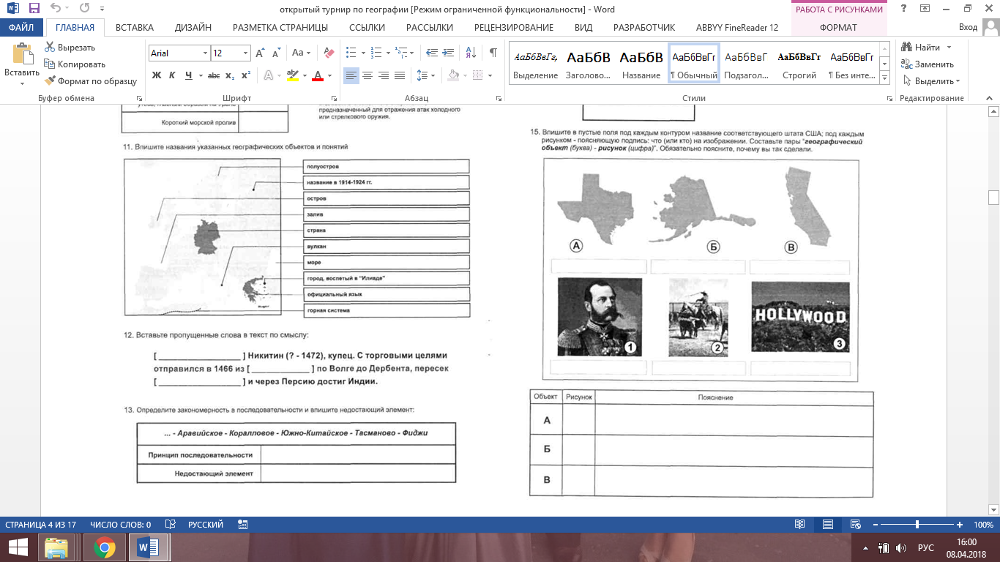 открытый турнир по географии [Режим ограниченной функциональности] - Word
РАБОТА С РИСУНКАМИ
ФАЙЛ
ГЛАВНАЯ
ВСТАВКА
ДИЗАЙН
РАЗМЕТКА СТРАНИЦЫ
ССЫЛКИ
РАССЫЛКИ
РЕЦЕНЗИРОВАНИЕ
ВИД
РАЗРАБОТЧИК
ABBYY FineReader 12
ФОРМАТ
Вход
Вставить
Вырезать
Копировать
Формат по образцу
Буфер обмена
Arial
12
Aa
Ж К Ч abc x₂ x²
Шрифт
Абзац
АаБбВвГг,
Выделение
АаБбВ
Заголово...
АаБбВ
Название
АаБбВвГг
¶ Обычный
АаБбВвГ
Подзагол...
АаБбВвГг
Строгий
АаБбВвГг
¶ Без инте...
Стили
Найти
Заменить
Выделить
Редактирование
Короткий морской пролив
предназначенный для отражения атак холодного
или стрелкового оружия.
11. Впишите названия указанных географических объектов и понятий
полуостров
название в 1914-1924 гг.
остров
залив
страна
вулкан
море
город, воспетый в "Илиаде"
официальный язык
горная система
12. Вставьте пропущенные слова в текст по смыслу:
[ __________________ ] Никитин (? - 1472), купец. С торговыми целями
отправился в 1466 из [ _____________ ] по Волге до Дербента, пересек
[ __________________ ] и через Персию достиг Индии.
13. Определите закономерность в последовательности и впишите недостающий элемент:
... - Аравийское - Коралловое - Южно-Китайское - Тасманово - Фиджи
Принцип последовательности
Недостающий элемент
15. Впишите в пустые поля под каждым контуром название соответствующего штата США; под каждым
рисунком - поясняющую подпись: что (или кто) на изображении. Составьте пары "географический
объект (буква) - рисунок (цифра)". Обязательно поясните, почему вы так сделали.
А
Б
В
HOLLYWOOD
1
2
3
Объект Рисунок Пояснение
А
Б
В
СТРАНИЦА 4 ИЗ 17
ЧИСЛО СЛОВ: 0
РУССКИЙ
100%
РУС
16:00
08.04.2018